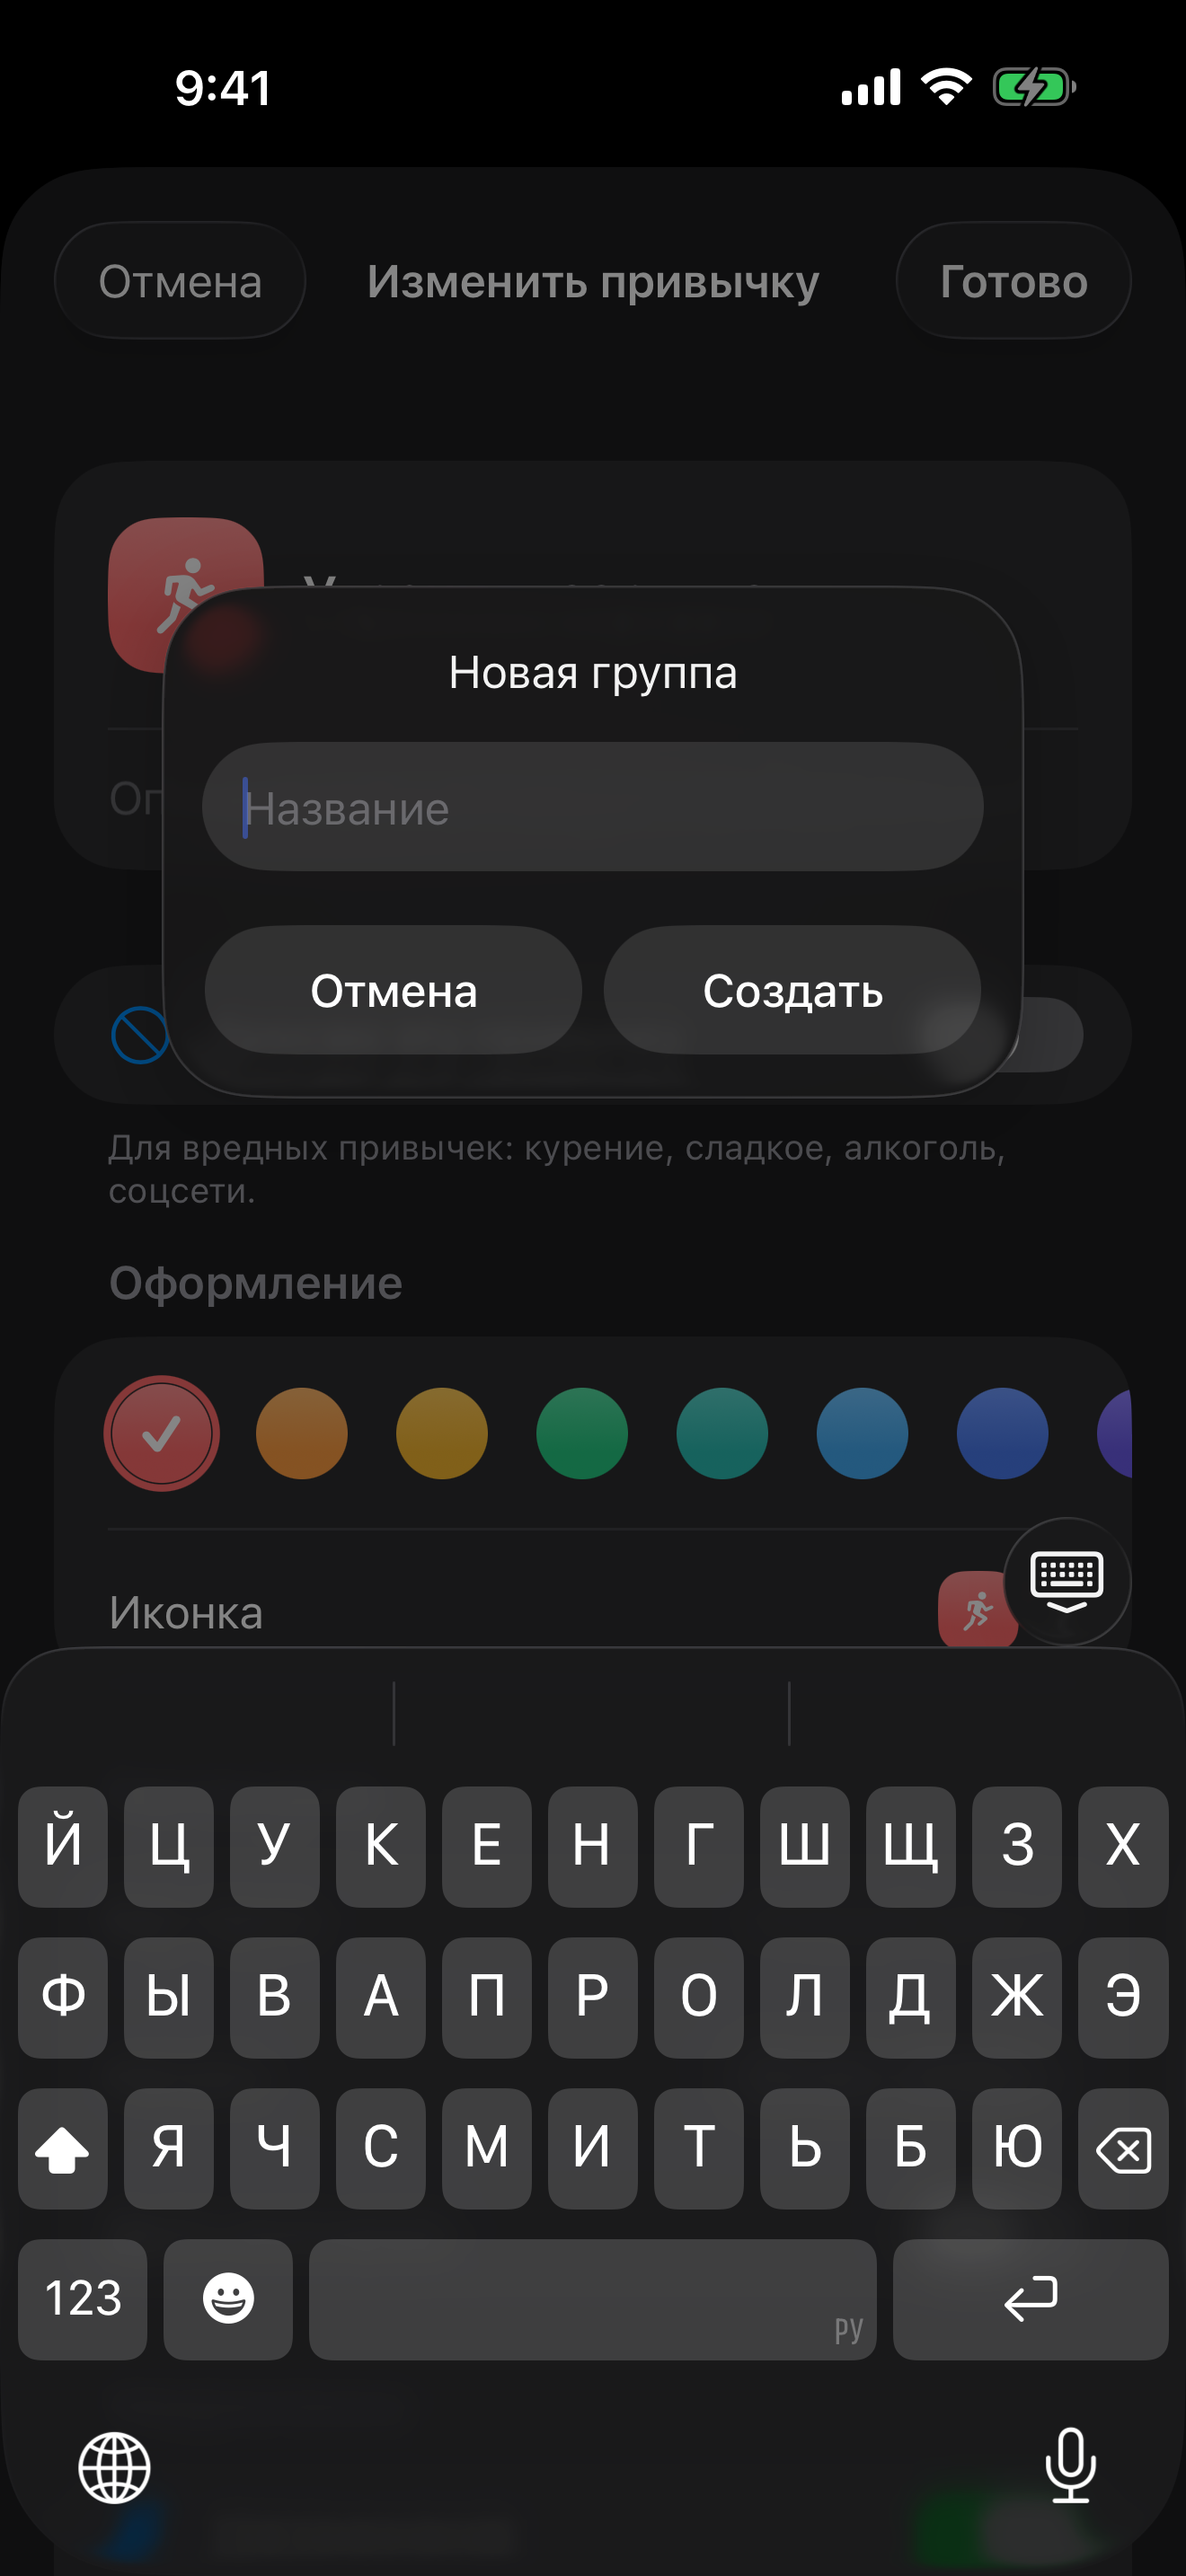 9:41
Отмена
Изменить привычку
Готово
Новая группа
Название
Отмена
Создать
Для вредных привычек: курение, сладкое, алкоголь,
соцсети.
Оформление
Иконка
Й Ц У К Е Н Г Ш Щ З Х
Ф Ы В А П Р О Л Д Ж Э
Я Ч С М И Т Ь Б Ю
123
РУ